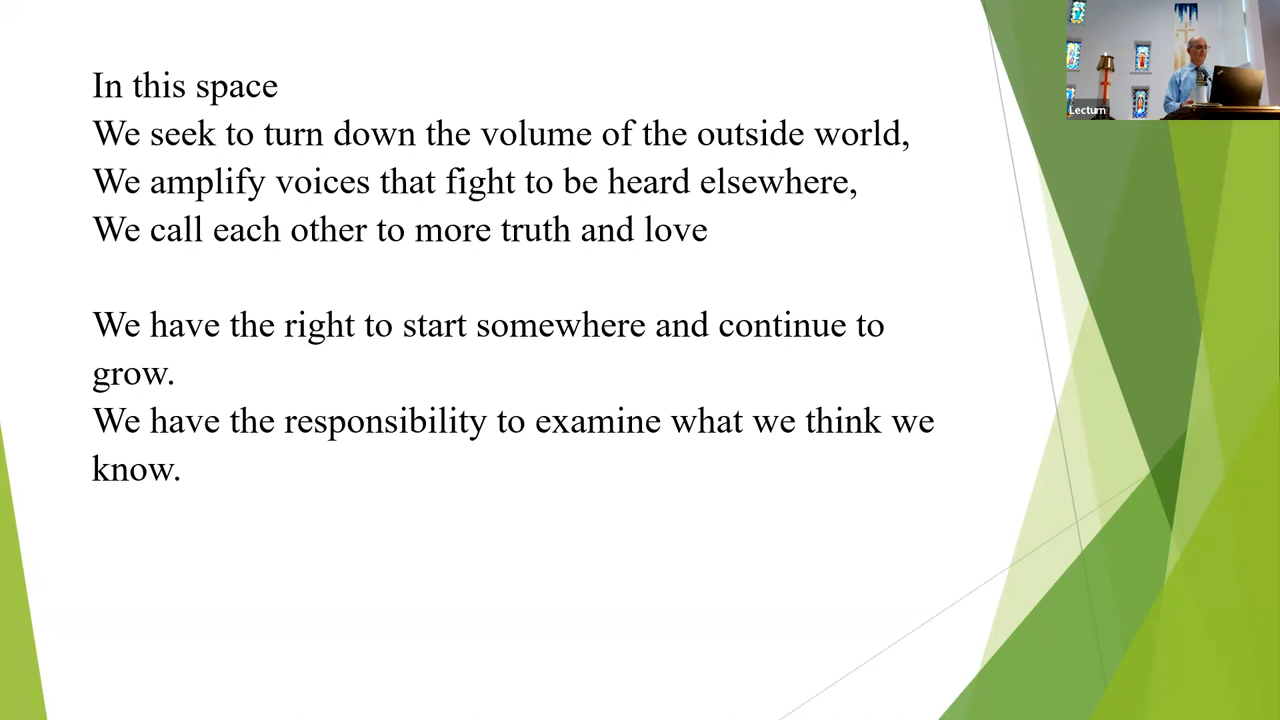 In this space
We seek to turn down the volume of the outside world,
We amplify voices that fight to be heard elsewhere,
We call each other to more truth and love
We have the right to start somewhere and continue to
grow.
We have the responsibility to examine what we think we
know.
Lectum